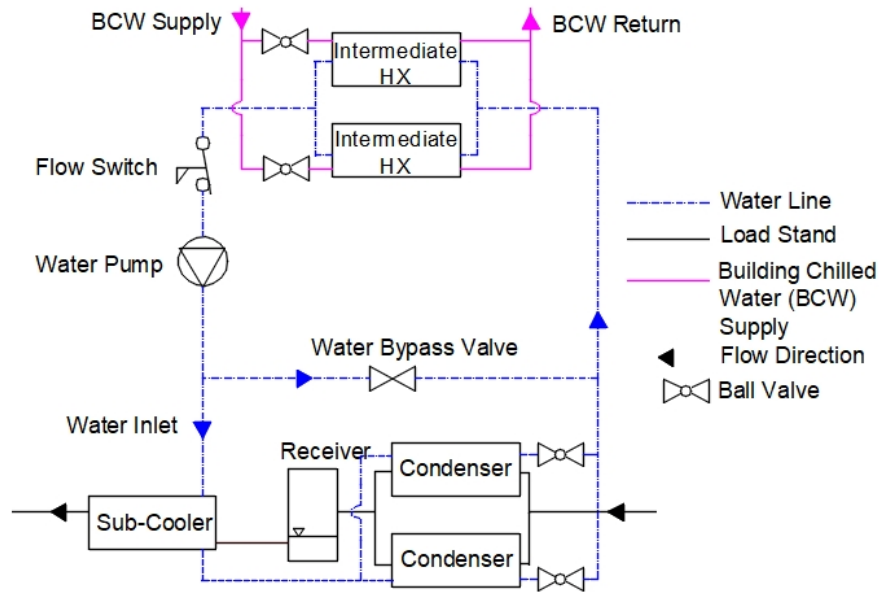 BCW Supply
BCW Return
Intermediate
HX
Intermediate
HX
Flow Switch
Water Pump
Water Line
Load Stand
Building Chilled
Water (BCW)
Supply
Flow Direction
Ball Valve
Water Bypass Valve
Water Inlet
Receiver
Condenser
Sub-Cooler
Condenser